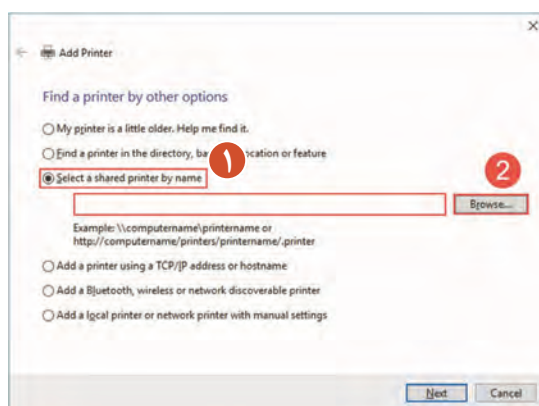 Add Printer
Find a printer by other options
My printer is a little older. Help me find it.
Find a printer in the directory, ba ocation or feature
۱
Select a shared printer by name
2
Browse...
Example: \\computername\printername or
http://computername/printers/printername/.printer
Add a printer using a TCP/IP address or hostname
Add a Bluetooth, wireless or network discoverable printer
Add a local printer or network printer with manual settings
Next Cancel